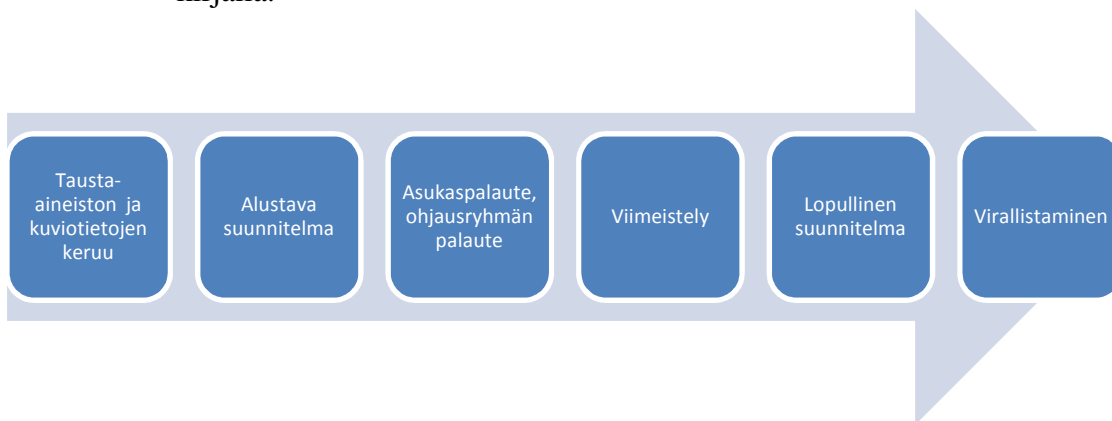 Tausta-
aineiston ja
kuviotietojen
keruu
Alustava
suunnitelma
Asukaspalaute,
ohjausryhmän
palaute
Viimeistely
Lopullinen
suunnitelma
Virallistaminen